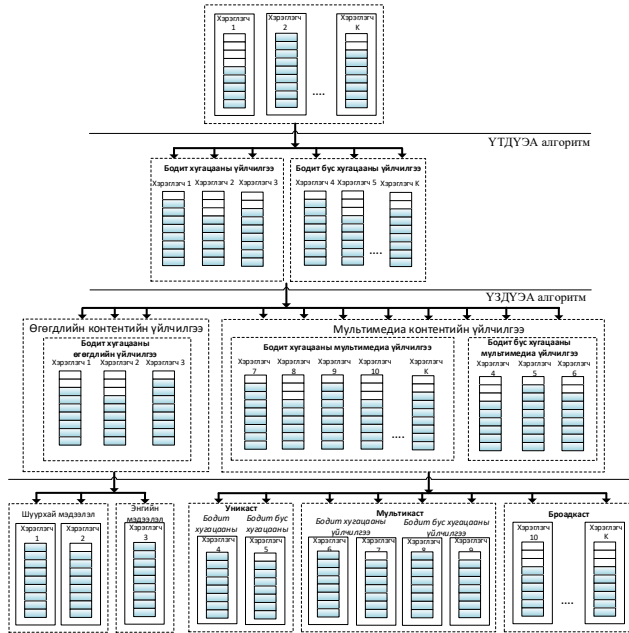 Хэрэглэгч Хэрэглэгч Хэрэглэгч
1 2 К
....
ҮТДҮЭА алгоритм
Бодит хугацааны үйлчилгээ Бодит бус хугацааны үйлчилгээ
Хэрэглэгч 1 Хэрэглэгч 2 Хэрэглэгч 3 Хэрэглэгч 4 Хэрэглэгч 5 Хэрэглэгч К
....
ҮЗДҮЭА алгоритм
Өгөгдлийн контентийн үйлчилгээ Мультимедиа контентийн үйлчилгээ
Бодит хугацааны
өгөгдлийн үйлчилгээ
Хэрэглэгч 1 Хэрэглэгч 2 Хэрэглэгч 3
Бодит хугацааны мультимедиа үйлчилгээ
Хэрэглэгч Хэрэглэгч Хэрэглэгч Хэрэглэгч Хэрэглэгч
7 8 9 10 К
....
Бодит бус хугацааны
мультимедиа үйлчилгээ
Хэрэглэгч Хэрэглэгч Хэрэглэгч
4 5 6
Шуурхай мэдээлэл
Хэрэглэгч Хэрэглэгч
1 2
Энгийн
мэдээлэл
Хэрэглэгч
3
Уникаст
Бодит Бодит бус
хугацааны хугацааны
Хэрэглэгч Хэрэглэгч
4 5
Мультикаст
Бодит хугацааны Бодит бус хугацааны
үйлчилгээ үйлчилгээ
Хэрэглэгч Хэрэглэгч Хэрэглэгч Хэрэглэгч
6 7 8 9
Броадкаст
Хэрэглэгч Хэрэглэгч
10 К
....